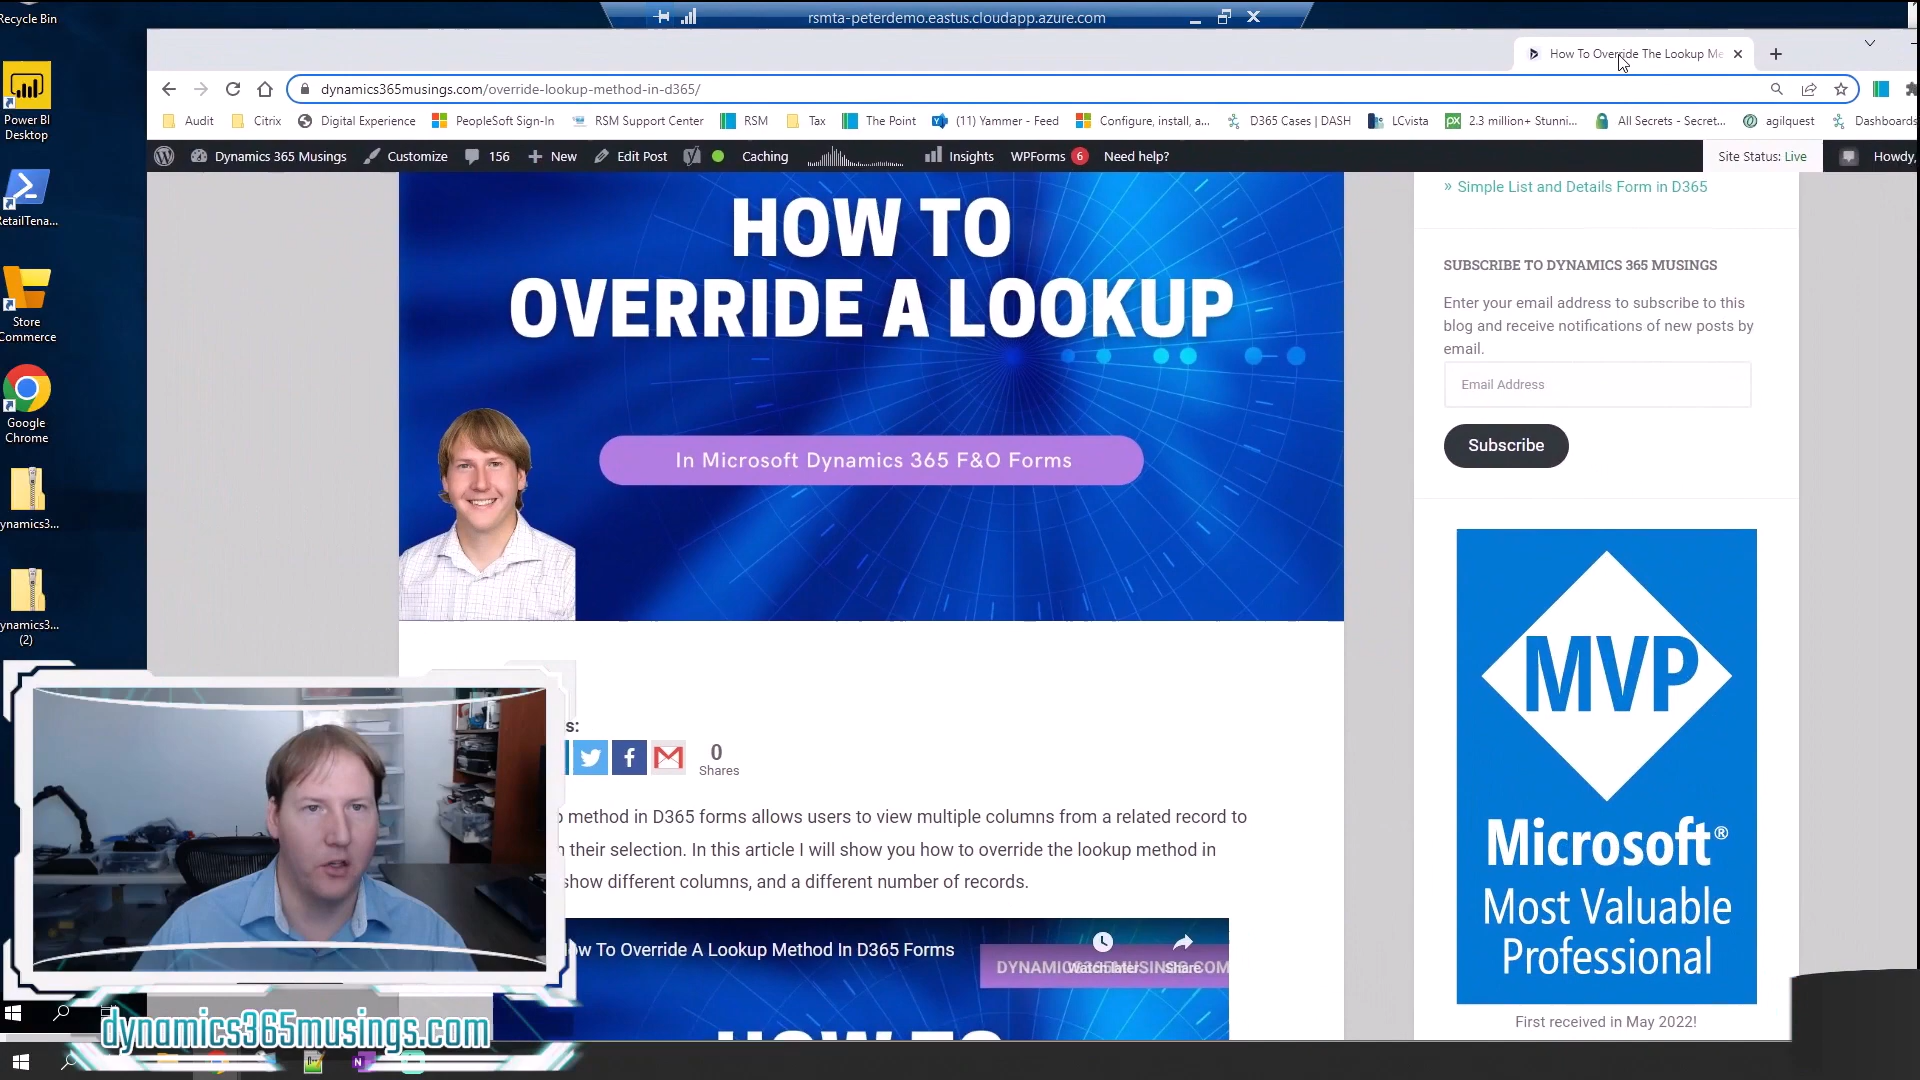 Recycle Bin
Power BI
Desktop
RetailTena...
Store
Commerce
Google
Chrome
ynamics3...
ynamics3...
(2)
rsmta-peterdemo.eastus.cloudapp.azure.com
How To Override The Lookup Me
dynamics365musings.com/override-lookup-method-in-d365/
Audit Citrix Digital Experience PeopleSoft Sign-In RSM Support Center RSM Tax The Point (11) Yammer - Feed Configure, install, a... D365 Cases | DASH LCvista 2.3 million+ Stunni... All Secrets - Secret... agilquest Dashboards
Dynamics 365 Musings Customize 156 New Edit Post Caching Insights WPForms 6 Need help? Site Status: Live Howdy,
HOW TO
OVERRIDE A LOOKUP
In Microsoft Dynamics 365 F&O Forms
» Simple List and Details Form in D365
SUBSCRIBE TO DYNAMICS 365 MUSINGS
Enter your email address to subscribe to this
blog and receive notifications of new posts by
email.
Email Address
Subscribe
MVP
Microsoft®
Most Valuable
Professional
First received in May 2022!
s:
0
Shares
method in D365 forms allows users to view multiple columns from a related record to
their selection. In this article I will show you how to override the lookup method in
show different columns, and a different number of records.
ow To Override A Lookup Method In D365 Forms
Watch later Share
DYNAMICS365MUSINGS.COM
HOW TO
dynamics365musings.com